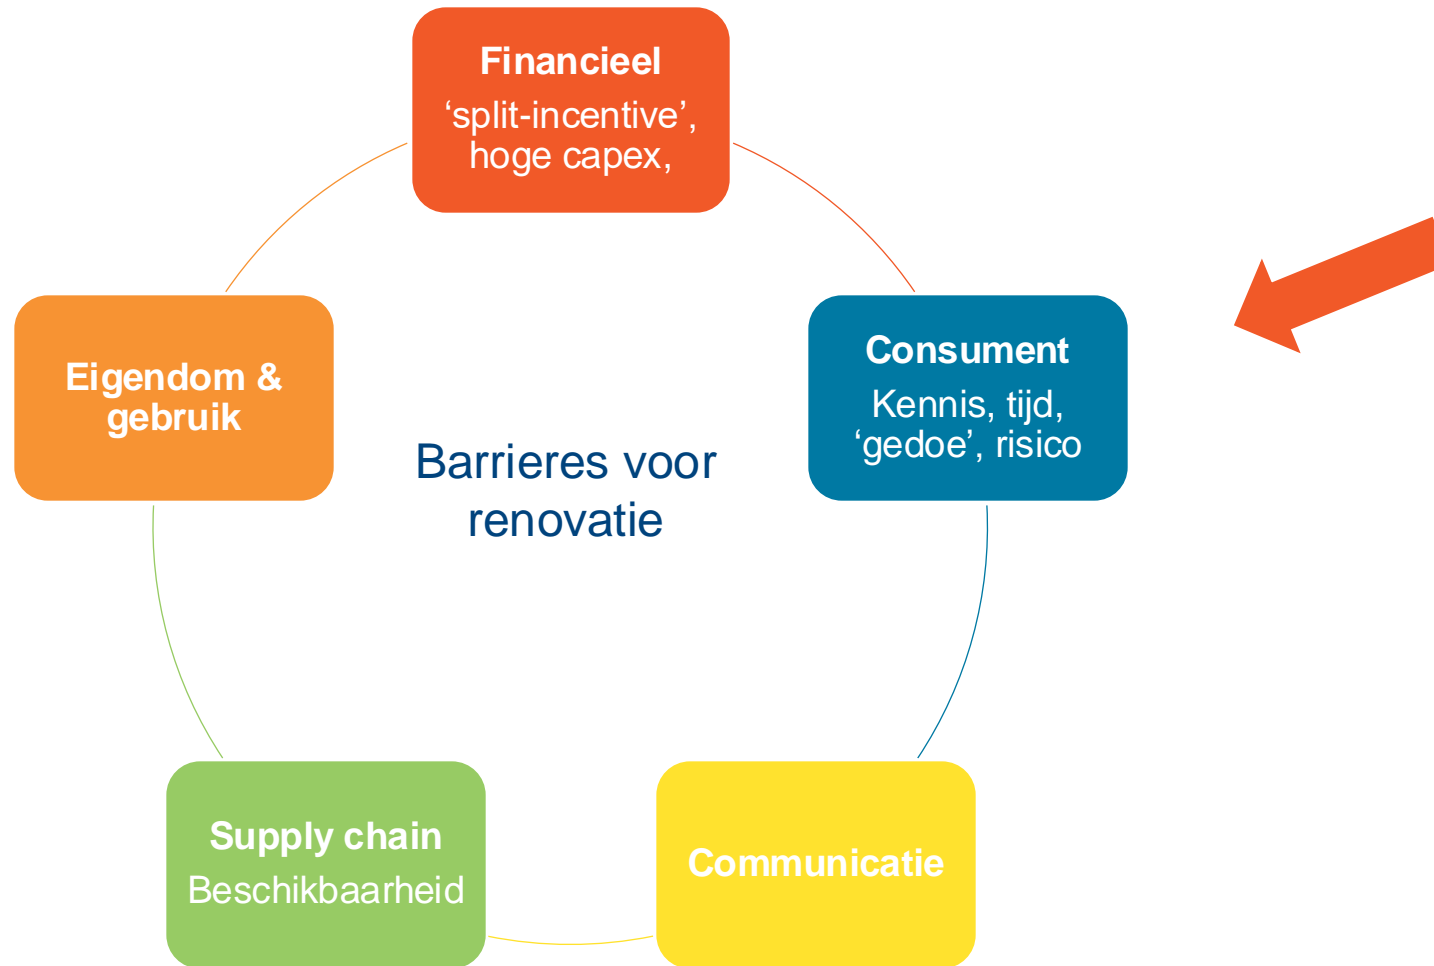 Financieel
‘split-incentive’,
hoge capex,
Consument
Kennis, tijd,
‘gedoe’, risico
Eigendom &
gebruik
Barrieres voor
renovatie
Supply chain
Beschikbaarheid
Communicatie